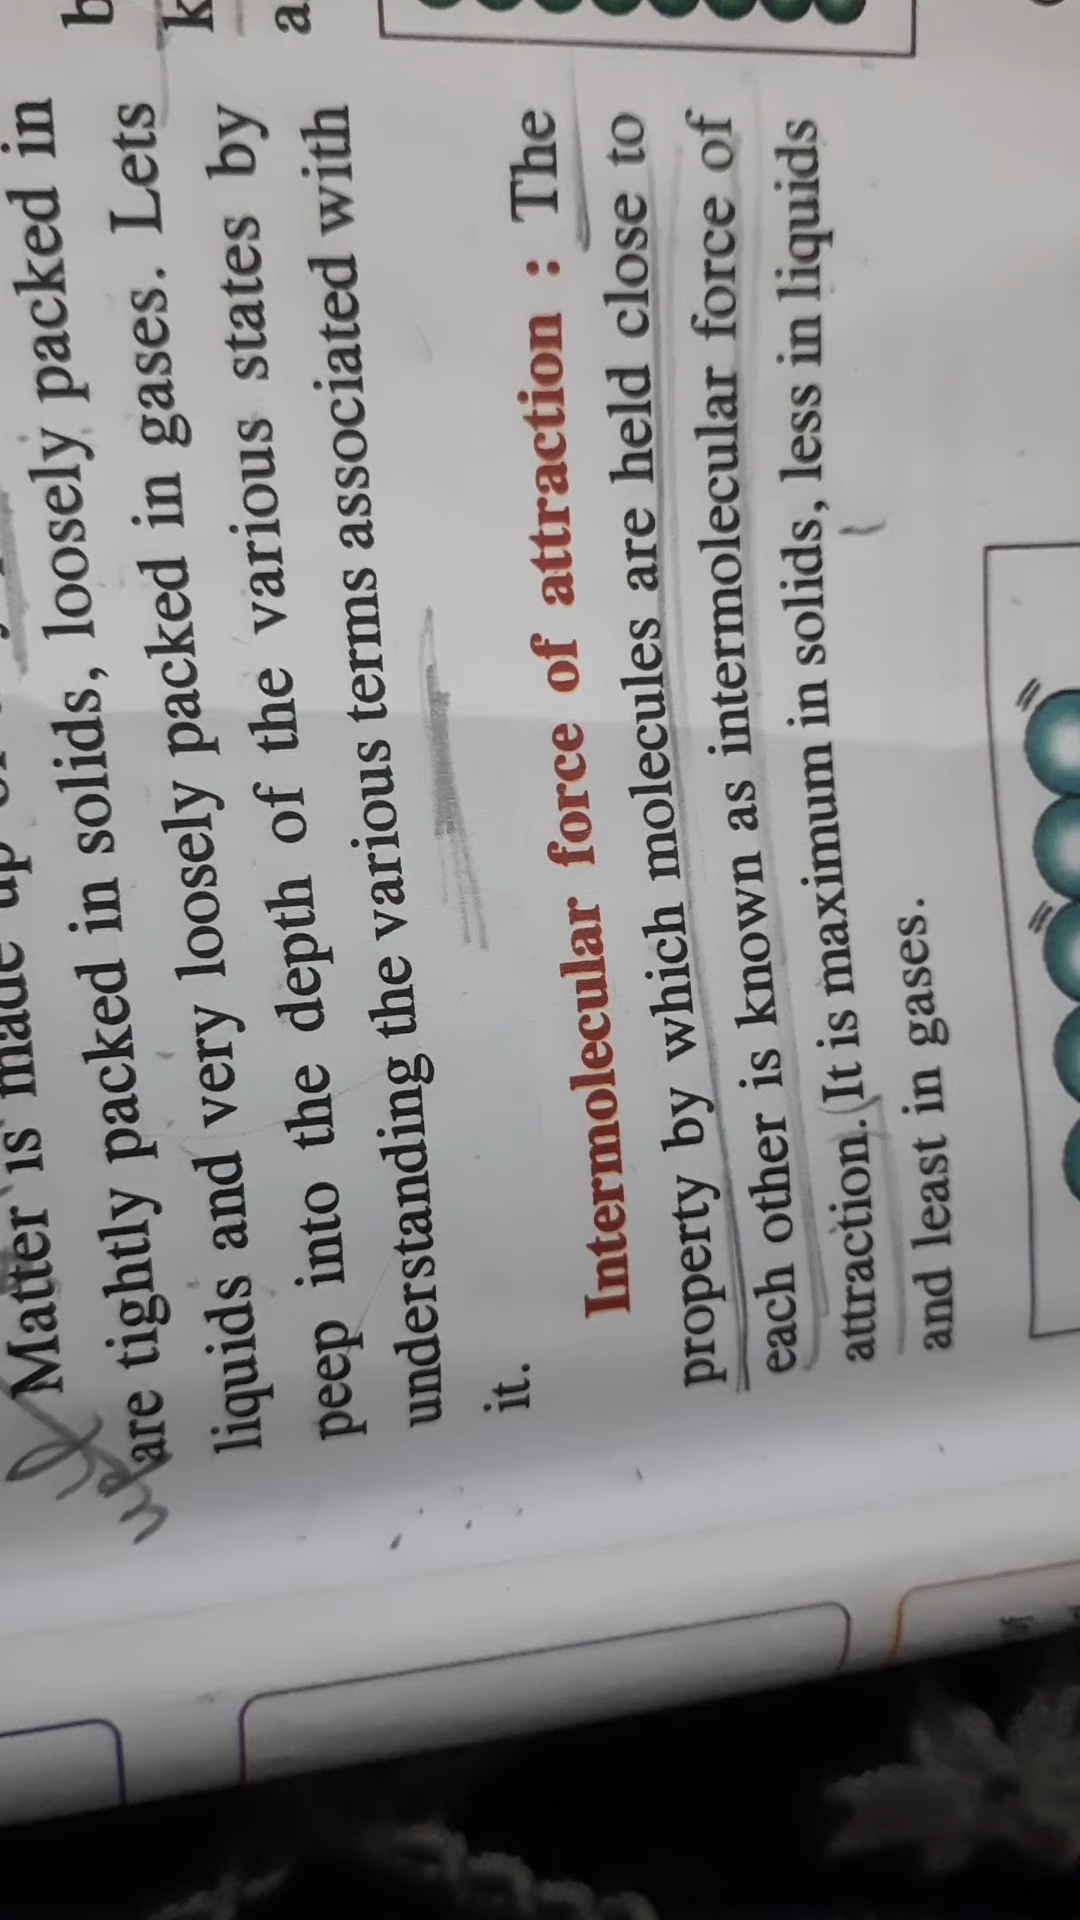 Matter is made up
are tightly packed in solids, loosely packed in
liquids and very loosely packed in gases. Lets
peep into the depth of the various states by
understanding the various terms associated with
it.
Intermolecular force of attraction : The
property by which molecules are held close to
each other is known as intermolecular force of
attraction. It is maximum in solids, less in liquids
and least in gases.
b
k
a
of